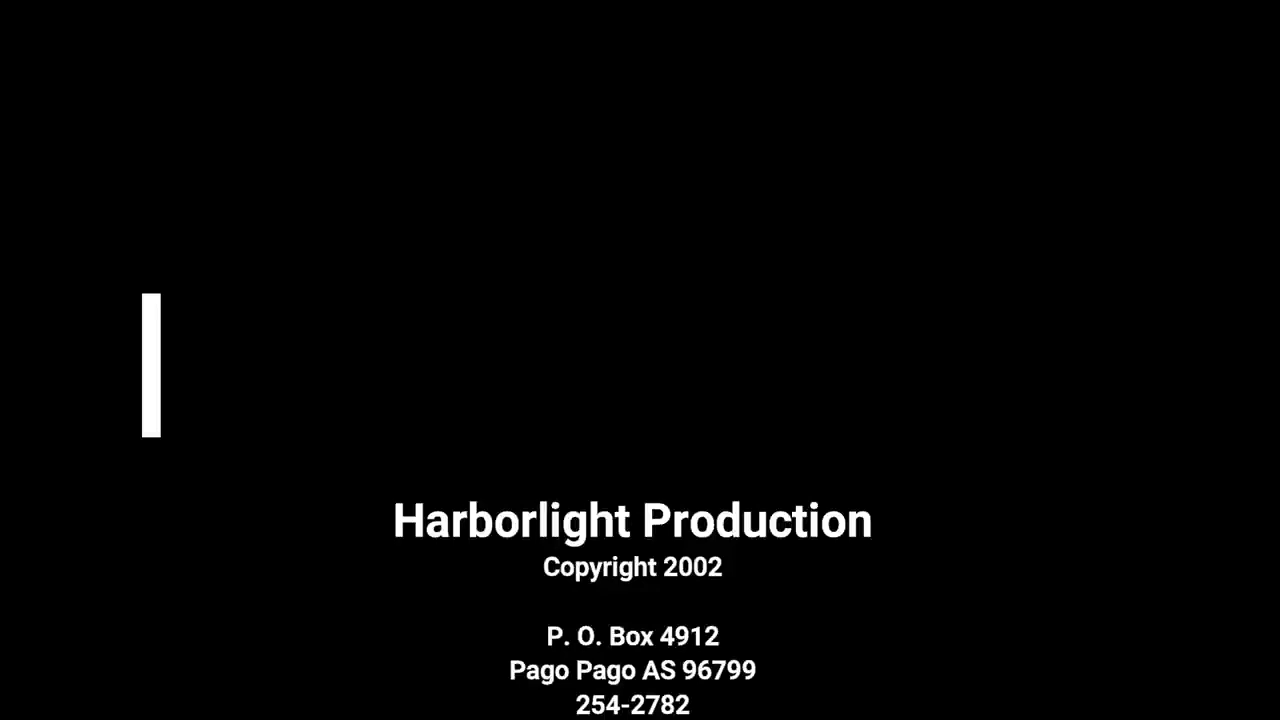 Harborlight Production
Copyright 2002
P. O. Box 4912
Pago Pago AS 96799
254-2782